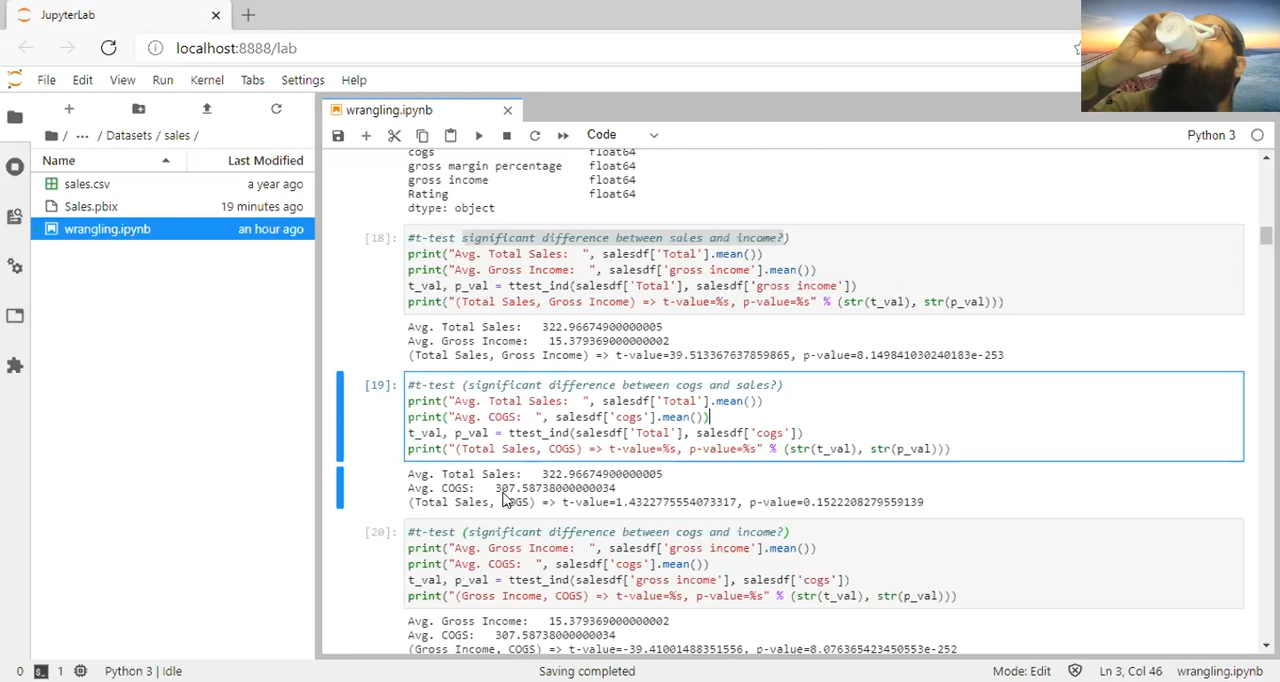 JupyterLab
localhost:8888/lab
File Edit View Run Kernel Tabs Settings Help
wrangling.ipynb
/ ... / Datasets / sales /
Code
Python 3
Name Last Modified
sales.csv a year ago
Sales.pbix 19 minutes ago
wrangling.ipynb an hour ago
cogs float64
gross margin percentage float64
gross income float64
Rating float64
dtype: object
[18]: #t-test significant difference between sales and income?)
print("Avg. Total Sales:  ", salesdf['Total'].mean())
print("Avg. Gross Income:  ", salesdf['gross income'].mean())
t_val, p_val = ttest_ind(salesdf['Total'], salesdf['gross income'])
print("(Total Sales, Gross Income) => t-value=%s, p-value=%s" % (str(t_val), str(p_val)))
Avg. Total Sales:   322.96674900000005
Avg. Gross Income:   15.379369000000002
(Total Sales, Gross Income) => t-value=39.513367637859865, p-value=8.149841030240183e-253
[19]: #t-test (significant difference between cogs and sales?)
print("Avg. Total Sales:  ", salesdf['Total'].mean())
print("Avg. COGS:  ", salesdf['cogs'].mean())
t_val, p_val = ttest_ind(salesdf['Total'], salesdf['cogs'])
print("(Total Sales, COGS) => t-value=%s, p-value=%s" % (str(t_val), str(p_val)))
Avg. Total Sales:   322.96674900000005
Avg. COGS:   307.58738000000034
(Total Sales, COGS) => t-value=1.4322775554073317, p-value=0.1522208279559139
[20]: #t-test (significant difference between cogs and income?)
print("Avg. Gross Income:  ", salesdf['gross income'].mean())
print("Avg. COGS:  ", salesdf['cogs'].mean())
t_val, p_val = ttest_ind(salesdf['gross income'], salesdf['cogs'])
print("(Gross Income, COGS) => t-value=%s, p-value=%s" % (str(t_val), str(p_val)))
Avg. Gross Income:   15.379369000000002
Avg. COGS:   307.58738000000034
(Gross Income, COGS) => t-value=-39.41001488351556, p-value=8.076365423450553e-252
0 1 Python 3 | Idle Saving completed Mode: Edit Ln 3, Col 46 wrangling.ipynb